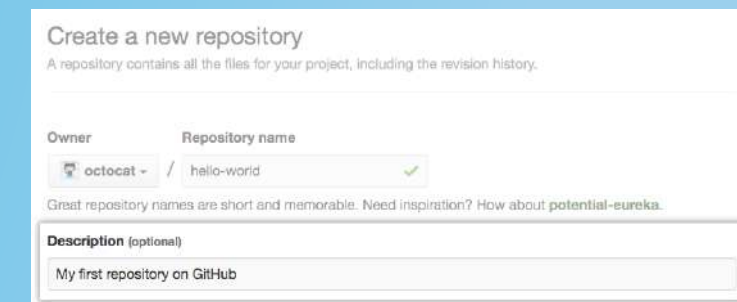 Create a new repository
A repository contains all the files for your project, including the revision history.
Owner Repository name
octocat / hello-world
Great repository names are short and memorable. Need inspiration? How about potential-eureka.
Description (optional)
My first repository on GitHub